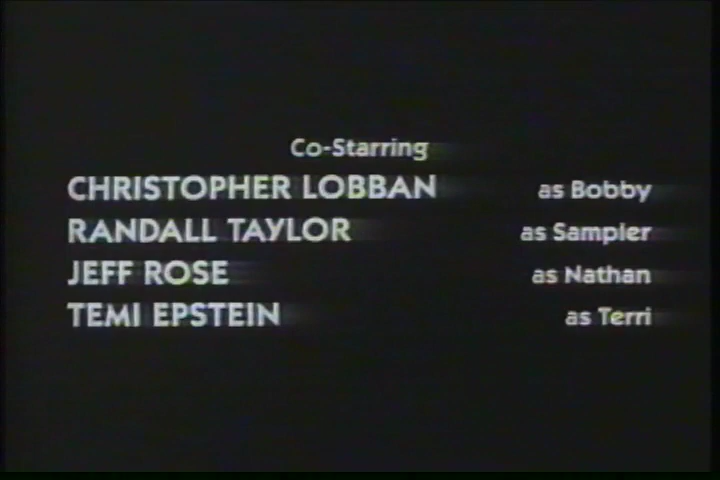 Co-Starring
CHRISTOPHER LOBBAN as Bobby
RANDALL TAYLOR as Sampler
JEFF ROSE as Nathan
TEMI EPSTEIN as Terri